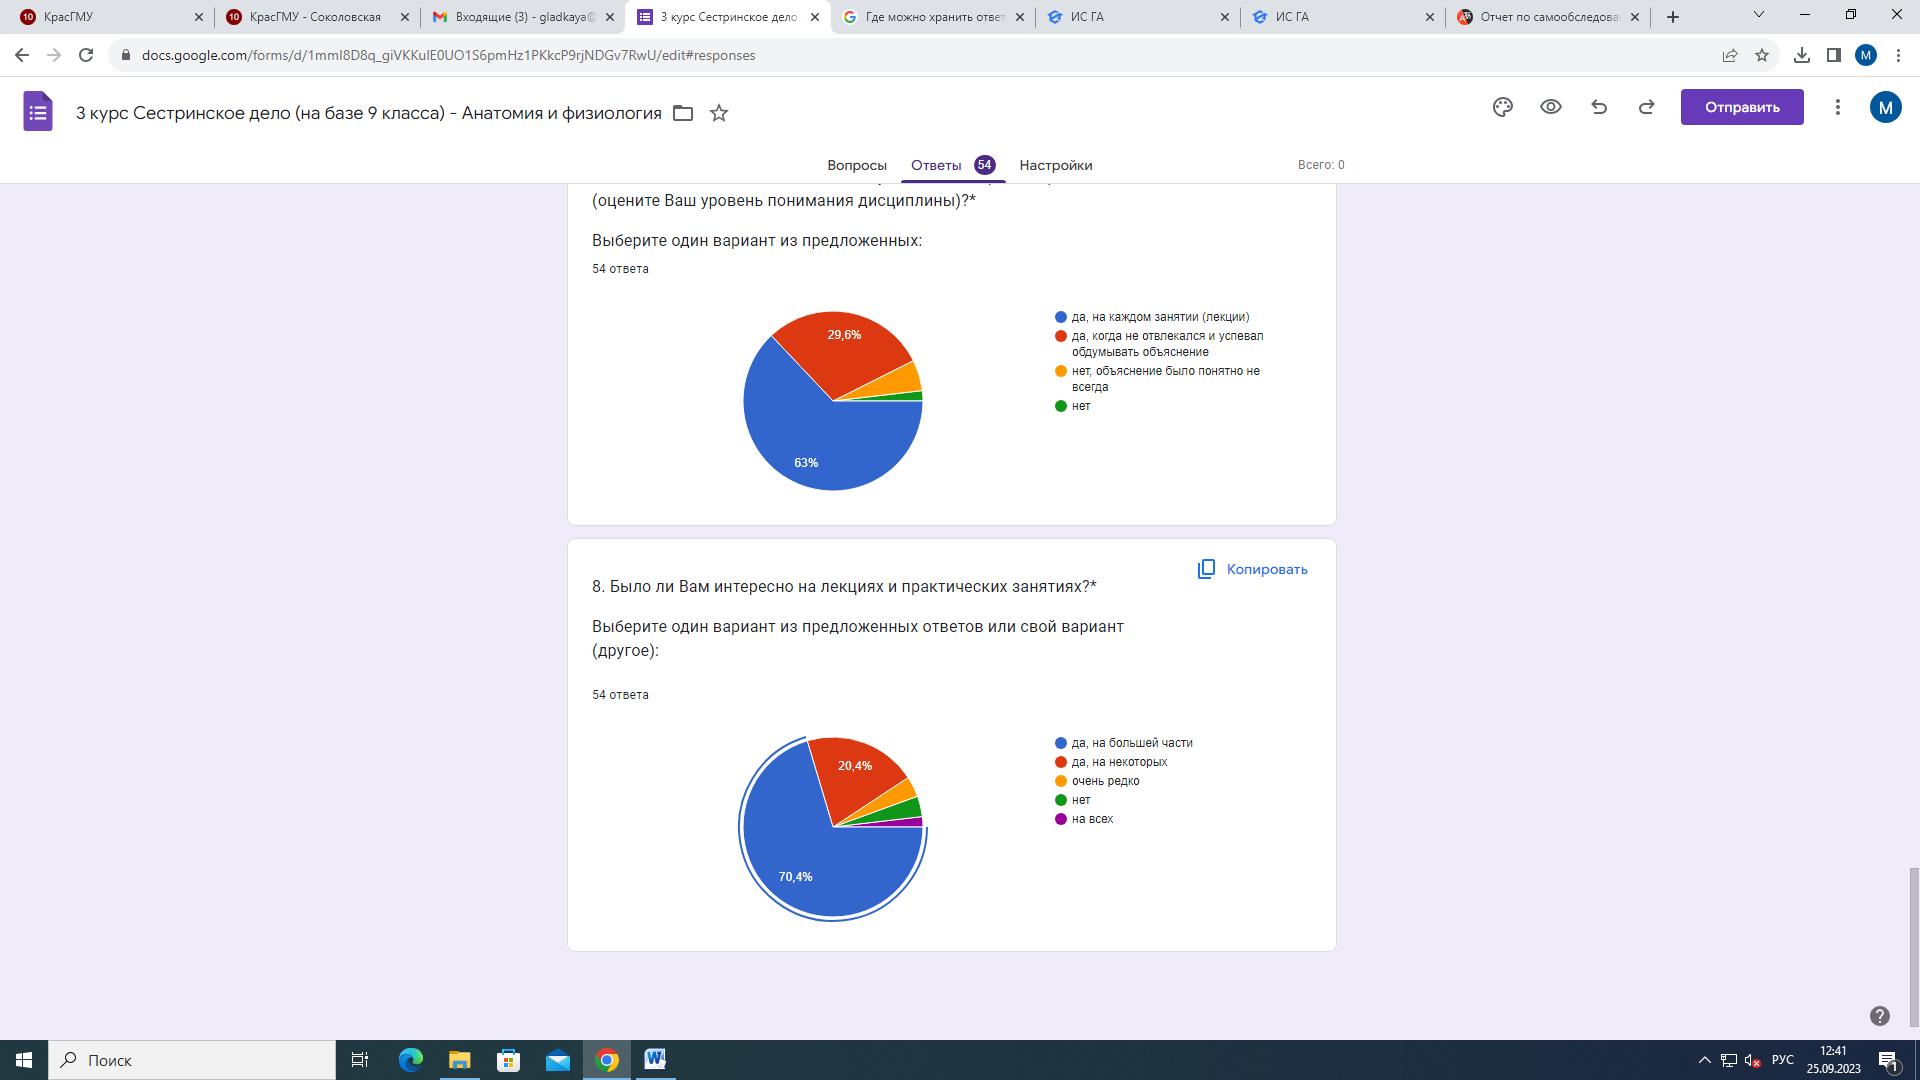 КрасГМУ
КрасГМУ - Соколовская
Входящие (3) - gladkaya@
3 курс Сестринское дело
Где можно хранить ответ
ИС ГА
ИС ГА
Отчет по самообследова
docs.google.com/forms/d/1mmI8D8q_giVKKuIE0UO1S6pmHz1PKkcP9rjNDGv7RwU/edit#responses
M
3 курс Сестринское дело (на базе 9 класса) - Анатомия и физиология
Отправить
M
Вопросы
Ответы 54
Настройки
Всего: 0
(оцените Ваш уровень понимания дисциплины)?*
Выберите один вариант из предложенных:
54 ответа
29,6%
63%
да, на каждом занятии (лекции)
да, когда не отвлекался и успевал
обдумывать объяснение
нет, объяснение было понятно не
всегда
нет
Копировать
8. Было ли Вам интересно на лекциях и практических занятиях?*
Выберите один вариант из предложенных ответов или свой вариант
(другое):
54 ответа
20,4%
70,4%
да, на большей части
да, на некоторых
очень редко
нет
на всех
Поиск
РУС
12:41
25.09.2023
1